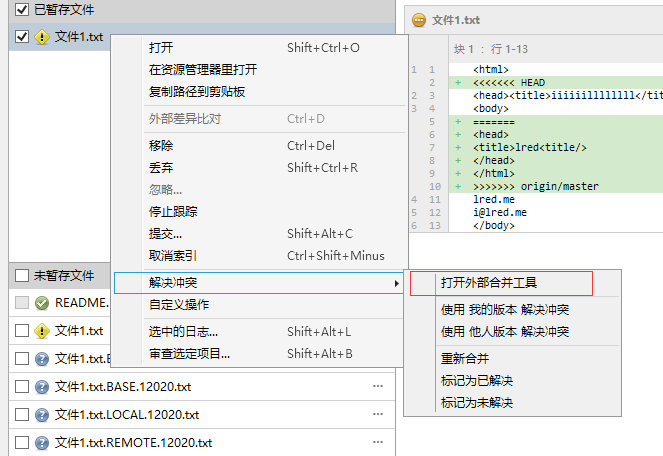 已暂存文件
文件1.txt
打开 Shift+Ctrl+O
在资源管理器里打开
复制路径到剪贴板
外部差异比对 Ctrl+D
移除 Ctrl+Del
丢弃 Shift+Ctrl+R
忽略...
停止跟踪
提交... Shift+Alt+C
取消索引 Ctrl+Shift+Minus
解决冲突
自定义操作
选中的日志... Shift+Alt+L
审查选定项目... Shift+Alt+B
打开外部合并工具
使用 我的版本 解决冲突
使用 他人版本 解决冲突
重新合并
标记为已解决
标记为未解决
未暂存文件
README.
文件1.txt
文件1.txt.
文件1.txt.BASE.12020.txt ...
文件1.txt.LOCAL.12020.txt ...
文件1.txt.REMOTE.12020.txt ...
文件1.txt
块 1 : 行 1-13
1 1 <html>
2 + <<<<<<< HEAD
2 3 <head><title>iiiiiillllllll</tit
3 4 <body>
5 + =======
6 + <head>
7 + <title>lred<title/>
8 + </head>
9 + </html>
10 + >>>>>>> origin/master
4 11 lred.me
5 12 i@lred.me
6 13 </body>